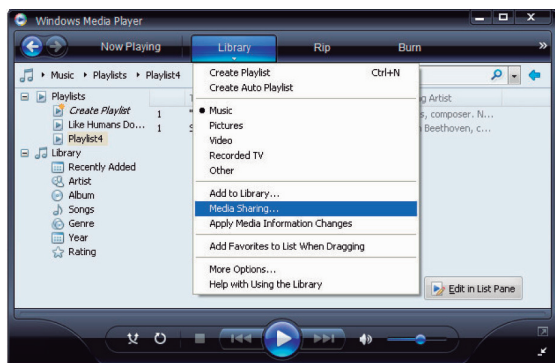 Windows Media Player
Now Playing
Library
Rip
Burn
»
Music ▸ Playlists ▸ Playlist4
Playlists
Create Playlist
Like Humans Do...
Playlist4
Library
Recently Added
Artist
Album
Songs
Genre
Year
Rating
1
1
Create Playlist Ctrl+N
Create Auto Playlist
Music
Pictures
Video
Recorded TV
Other
Add to Library...
Media Sharing...
Apply Media Information Changes
Add Favorites to List When Dragging
More Options...
Help with Using the Library
g Artist
s, composer. N...
Beethoven, c...
Edit in List Pane